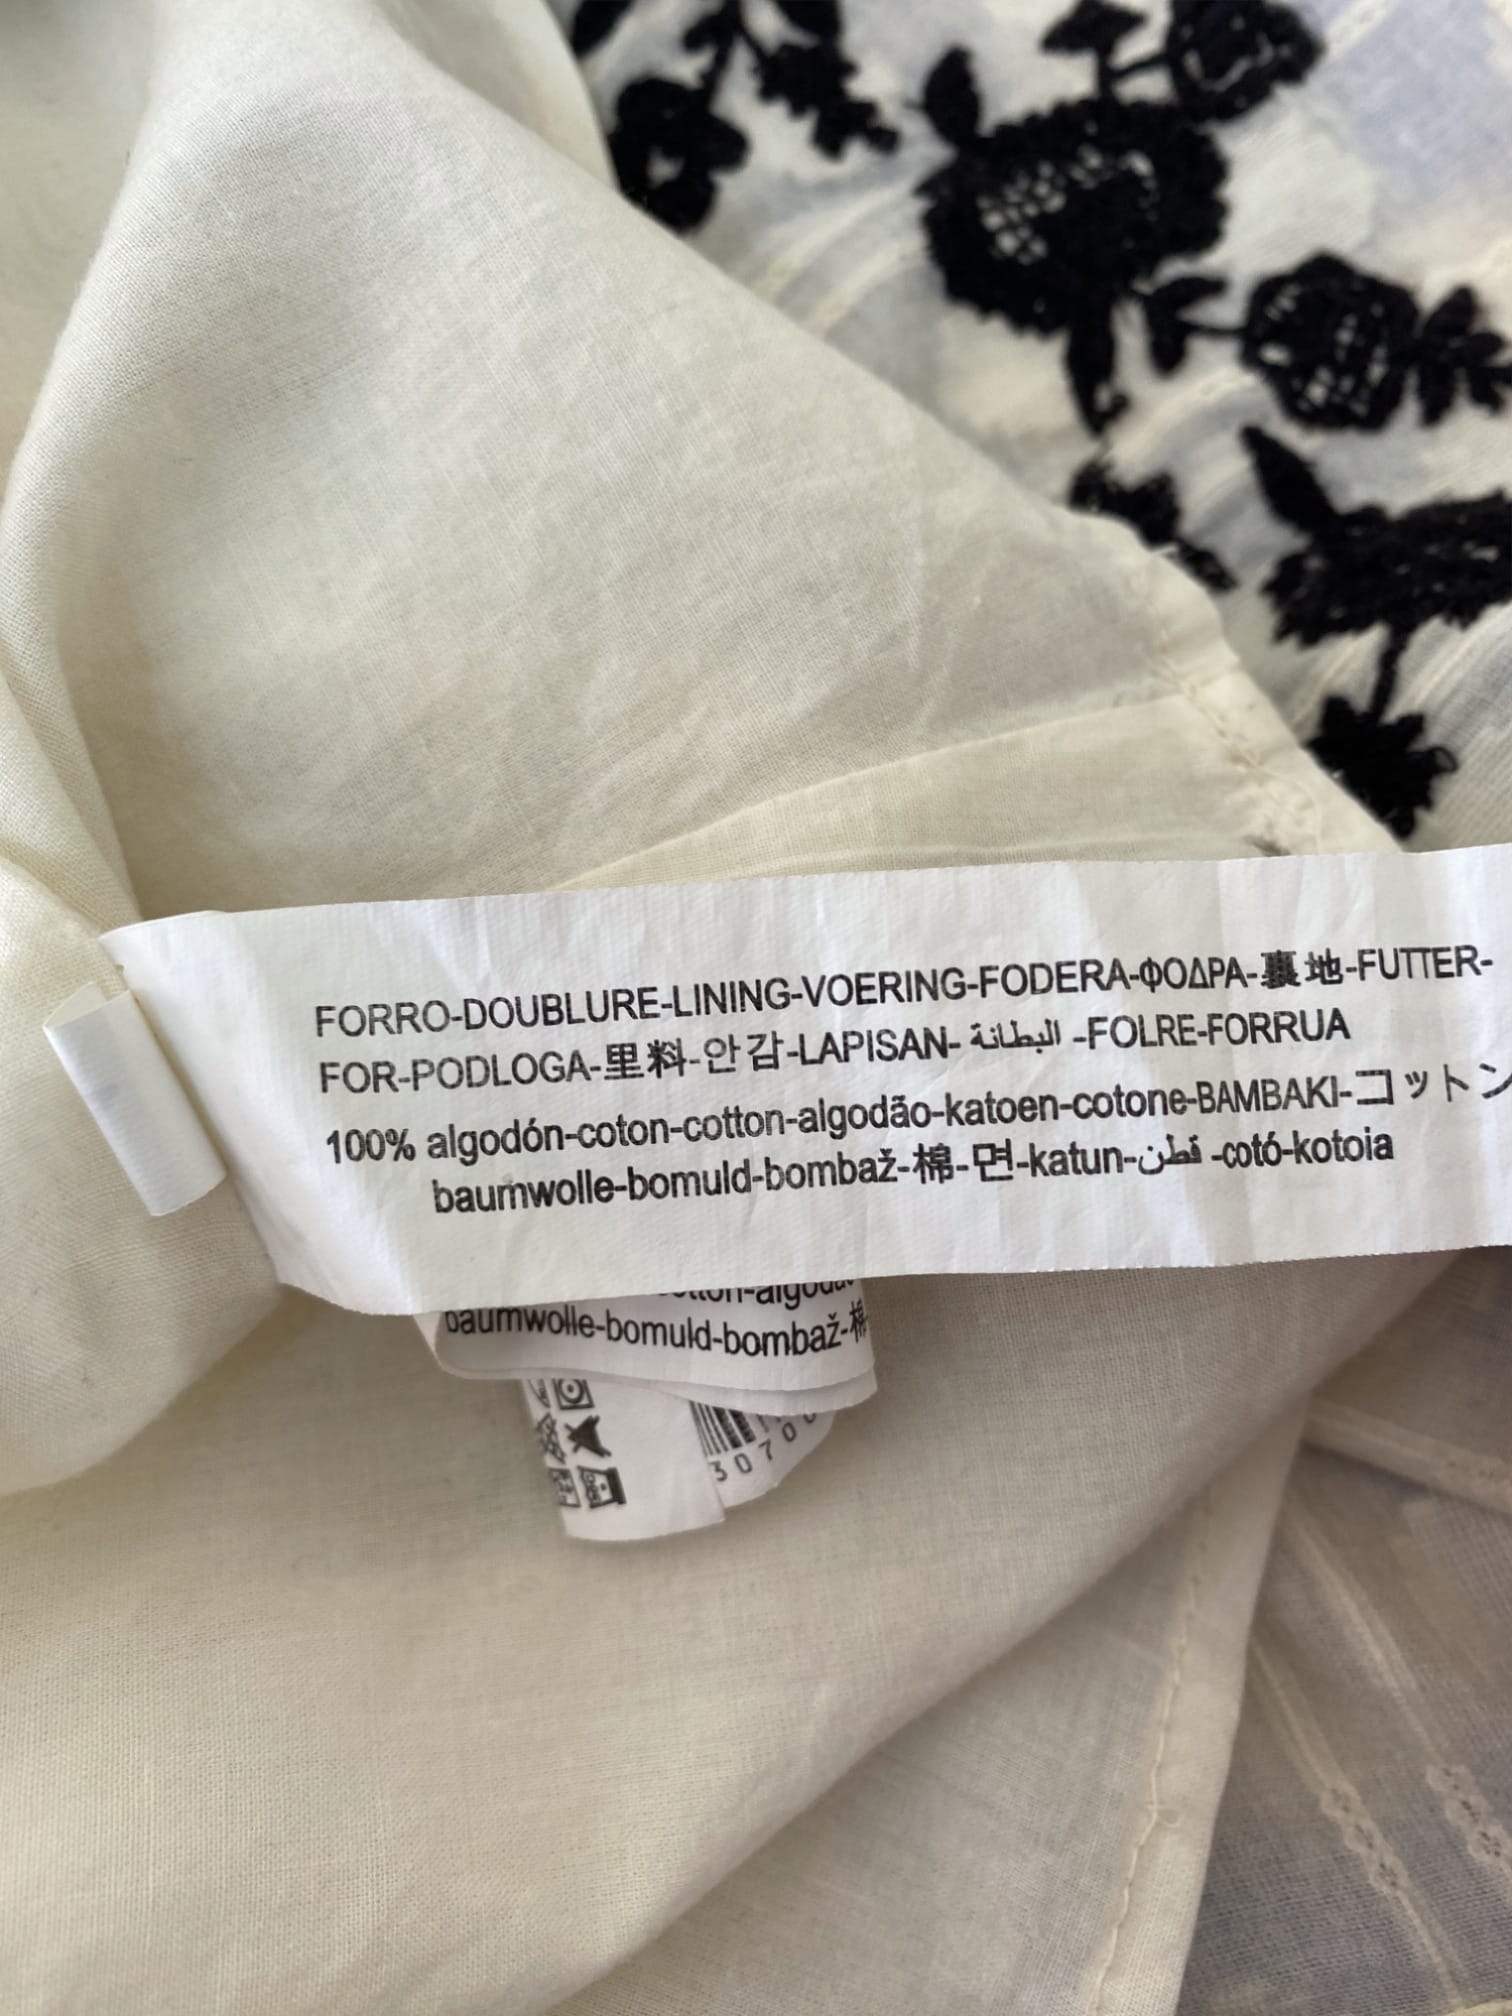 FORRO-DOUBLURE-LINING-VOERING-FODERA-ΦΟΔΡΑ-裏地-FUTTER-
FOR-PODLOGA-里料-안감-LAPISAN-البطانة-FOLRE-FORRUA
100% algodón-coton-cotton-algodão-katoen-cotone-BAMBAKI-コットン
baumwolle-bomuld-bombaž-棉-면-katun-قطن-cotó-kotoia
baumwolle-bomuld-bombaž-棉
3070